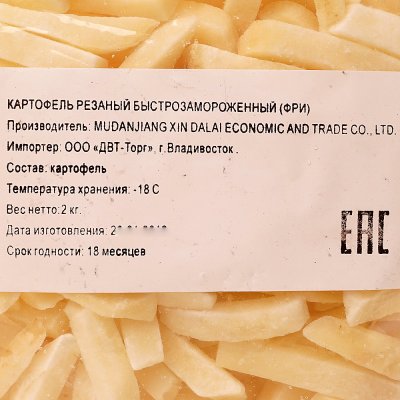 КАРТОФЕЛЬ РЕЗАНЫЙ БЫСТРОЗАМОРОЖЕННЫЙ (ФРИ)
Производитель: MUDANJIANG XIN DALAI ECONOMIC AND TRADE CO., LTD.
Импортер: ООО «ДВТ-Торг», г.Владивосток .
Состав: картофель
Температура хранения: -18 С
Вес нетто: 2 кг.
Дата изготовления:
Срок годности: 18 месяцев
ЕАС